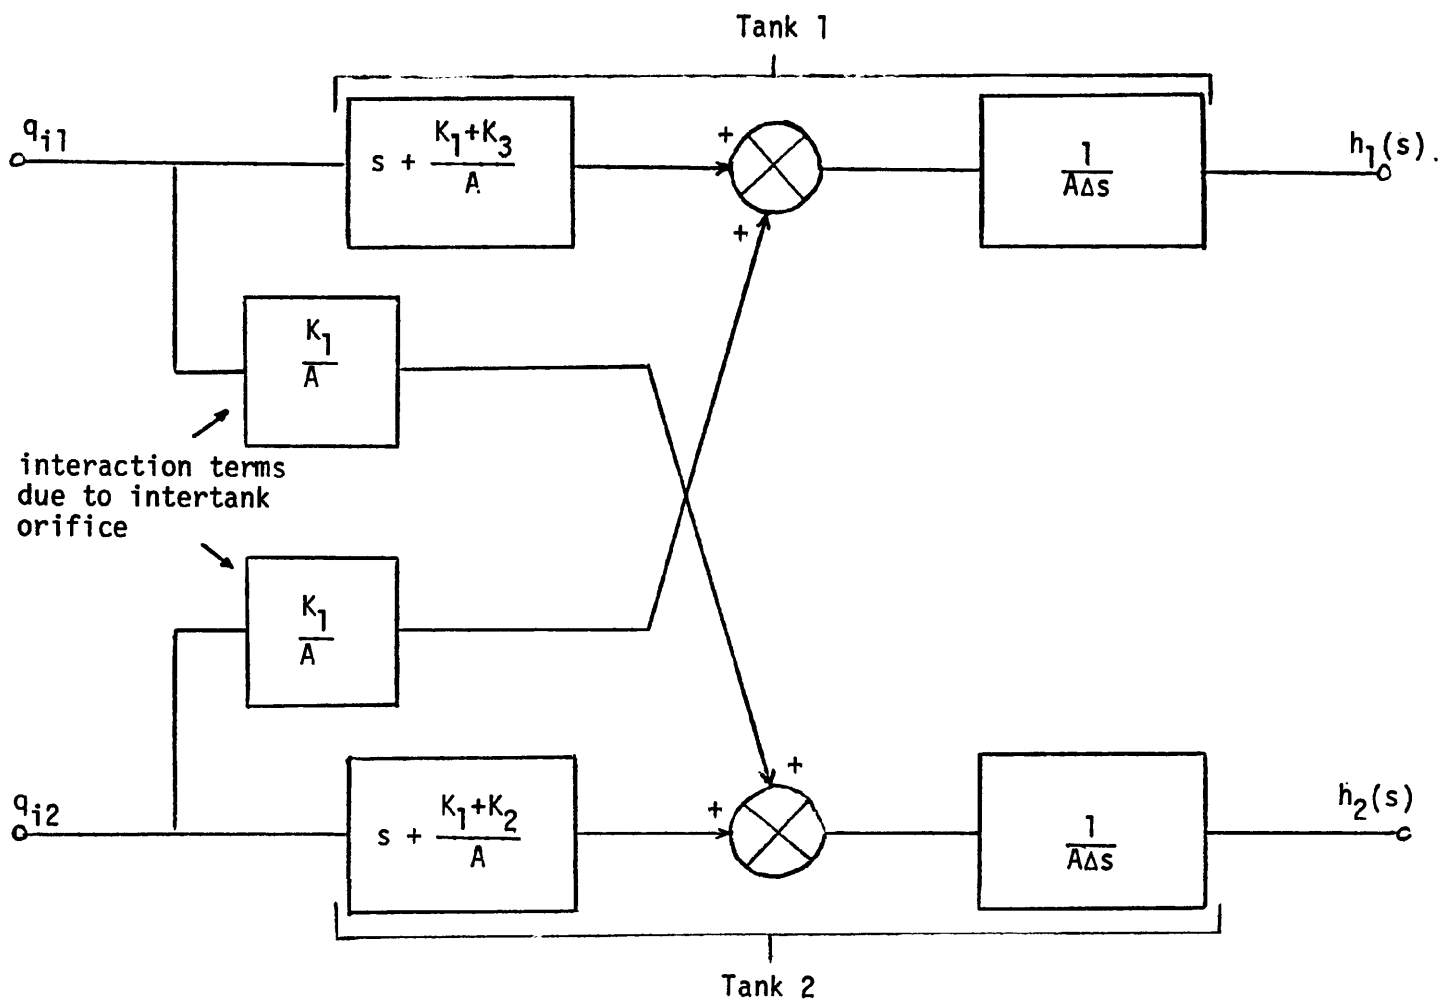 Tank 1
q_i1
s + (K_1+K_3)/A
+
+
1/(AΔs)
h_1(s).
K_1/A
interaction terms
due to intertank
orifice
K_1/A
q_i2
s + (K_1+K_2)/A
+
+
1/(AΔs)
h_2(s)
Tank 2